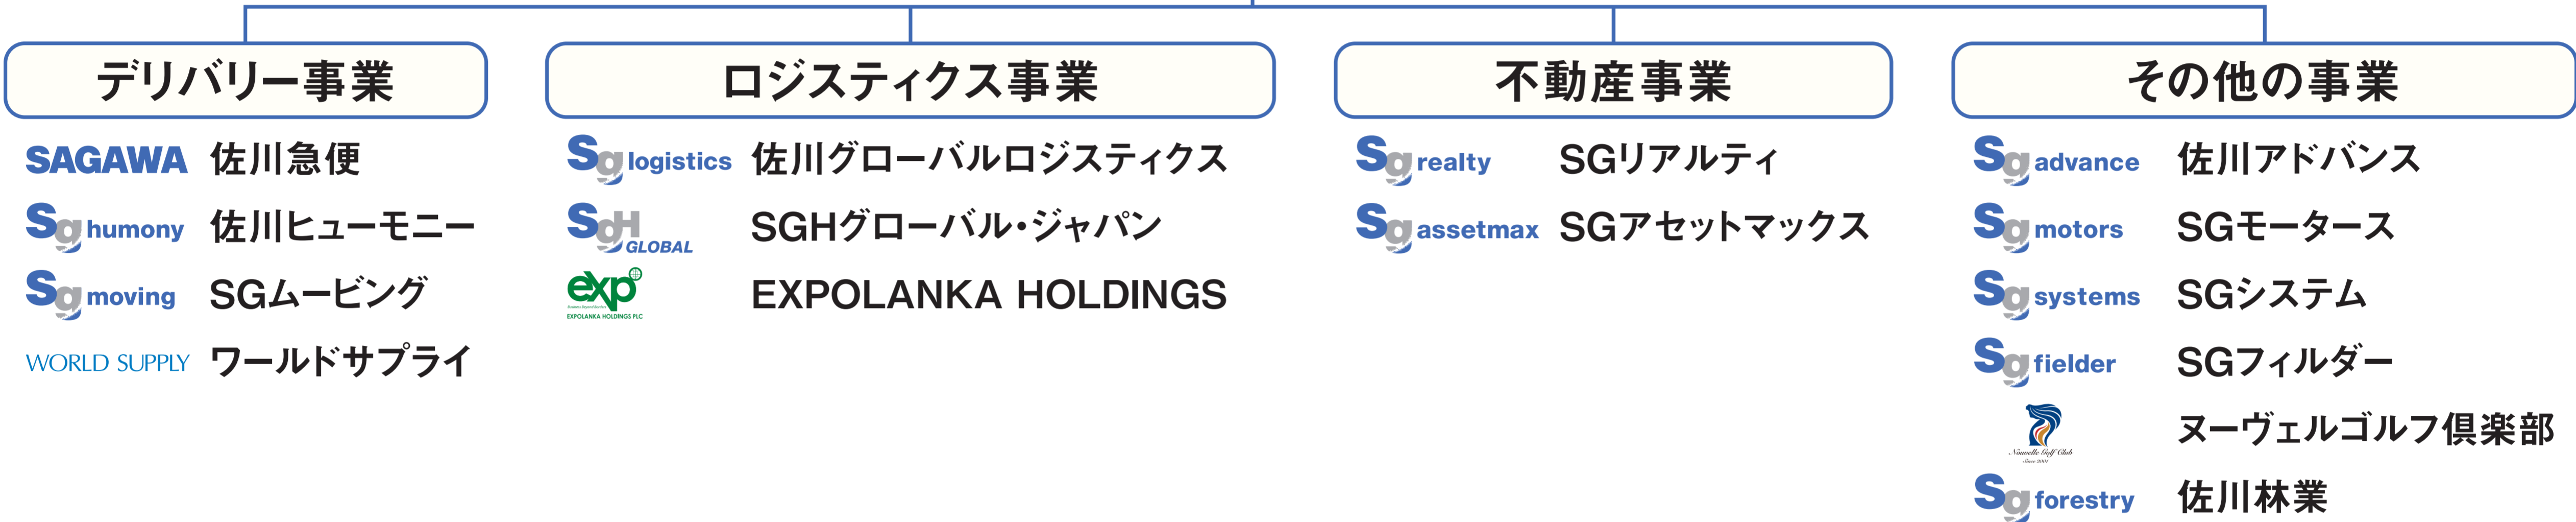 デリバリー事業
SAGAWA 佐川急便
Sg humony 佐川ヒューモニー
Sg moving SGムービング
WORLD SUPPLY ワールドサプライ
ロジスティクス事業
Sg logistics 佐川グローバルロジスティクス
SgH GLOBAL SGHグローバル・ジャパン
exp
EXPOLANKA HOLDINGS PLC
EXPOLANKA HOLDINGS
不動産事業
Sg realty SGリアルティ
Sg assetmax SGアセットマックス
その他の事業
Sg advance 佐川アドバンス
Sg motors SGモータース
Sg systems SGシステム
Sg fielder SGフィルダー
Nouvelle Golf Club
Since 2001
ヌーヴェルゴルフ倶楽部
Sg forestry 佐川林業